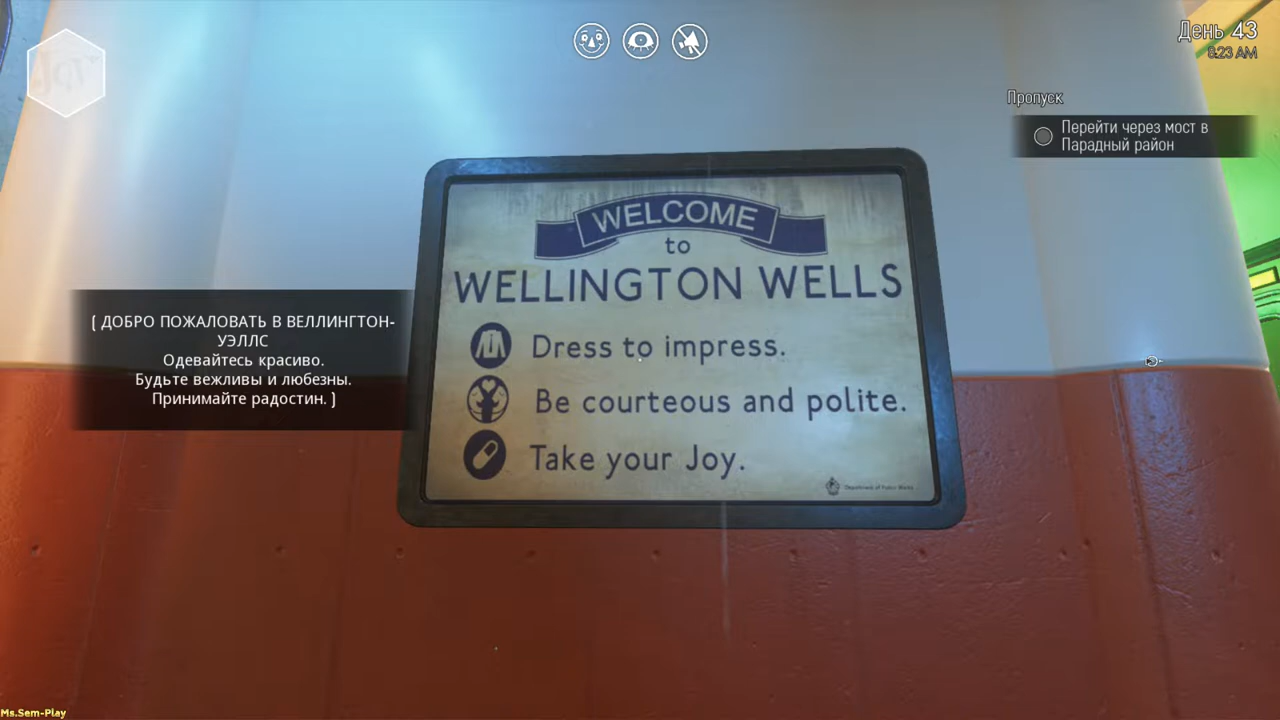 Joy
День 43
8:23 AM
Пропуск
Перейти через мост в
Парадный район
WELCOME
to
WELLINGTON WELLS
Dress to impress.
Be courteous and polite.
Take your Joy.
Department of Public Works
( ДОБРО ПОЖАЛОВАТЬ В ВЕЛЛИНГТОН-
УЭЛЛС
Одевайтесь красиво.
Будьте вежливы и любезны.
Принимайте радостин. )
Ms.Sem-Play